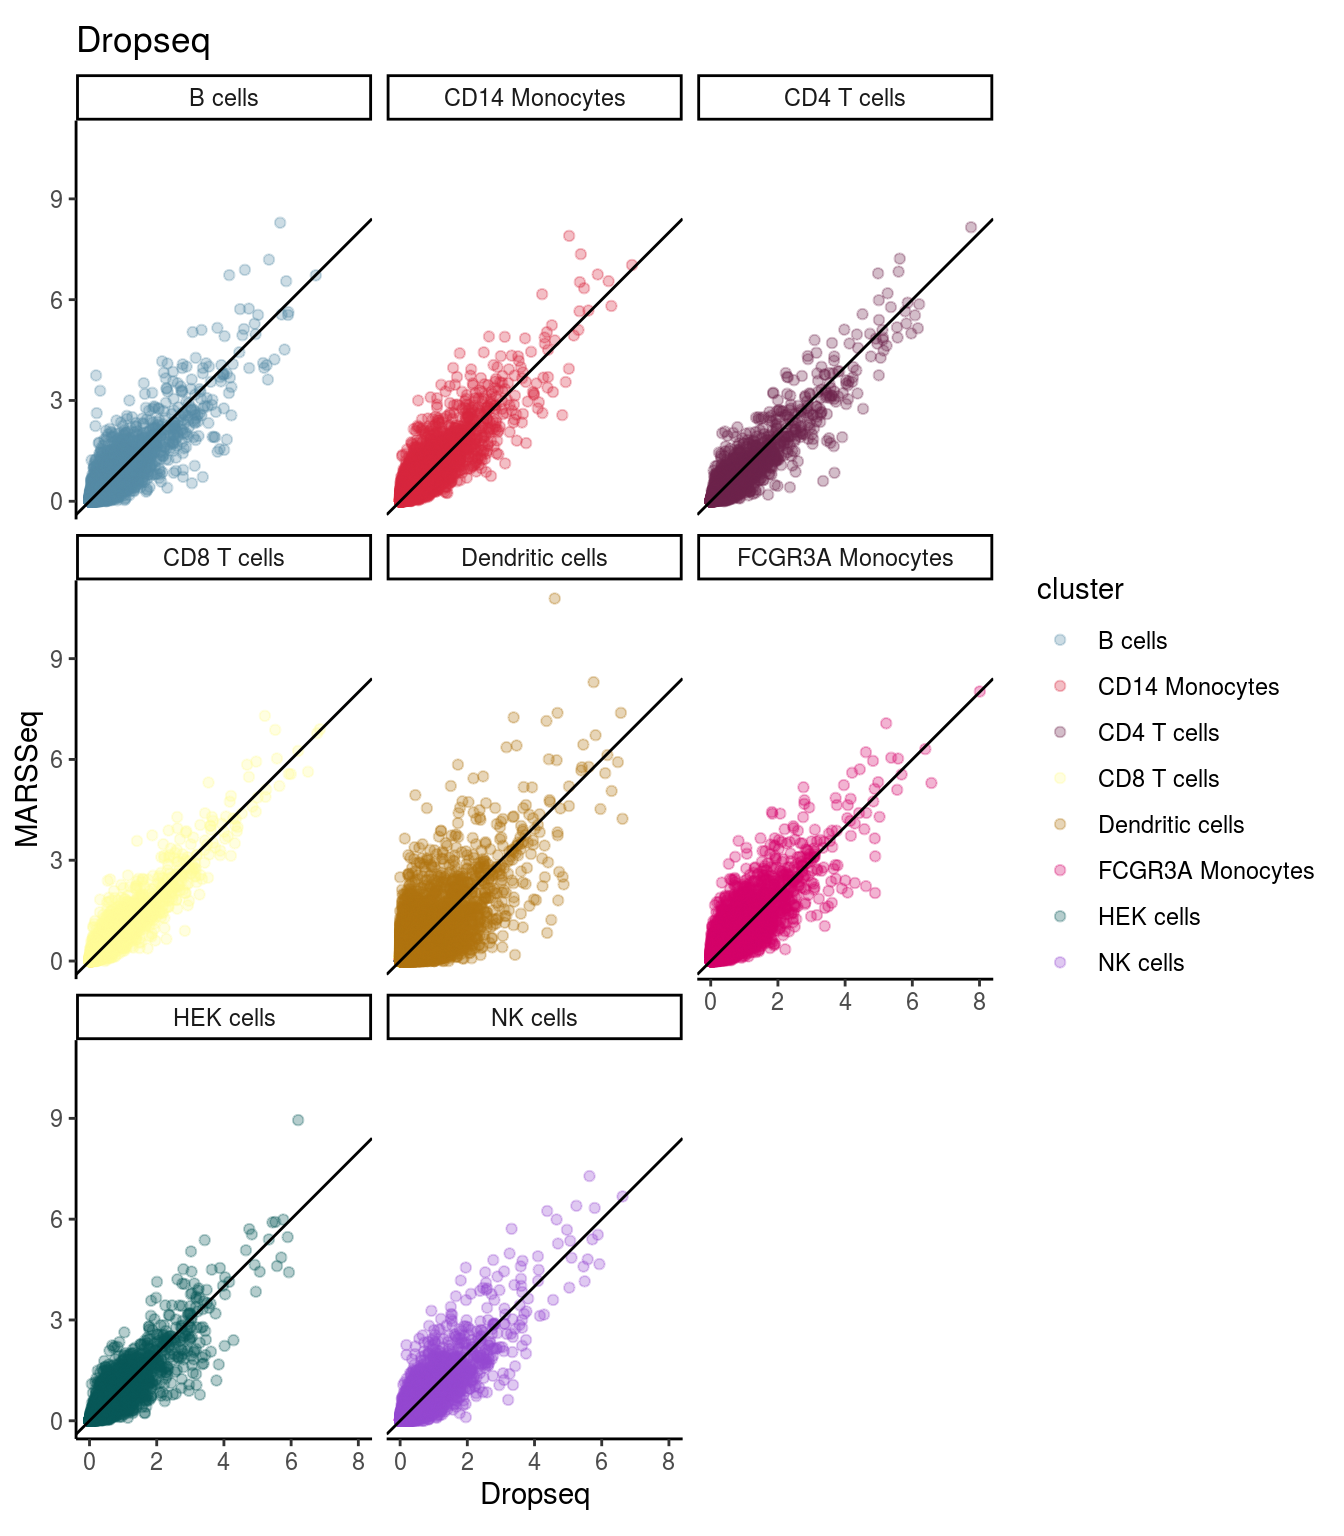 Dropseq
B cells
CD14 Monocytes
CD4 T cells
9
6
3
0
CD8 T cells
Dendritic cells
FCGR3A Monocytes
9
6
3
0
0 2 4 6 8
MARSSeq
HEK cells
NK cells
9
6
3
0
0 2 4 6 8
0 2 4 6 8
Dropseq
cluster
B cells
CD14 Monocytes
CD4 T cells
CD8 T cells
Dendritic cells
FCGR3A Monocytes
HEK cells
NK cells